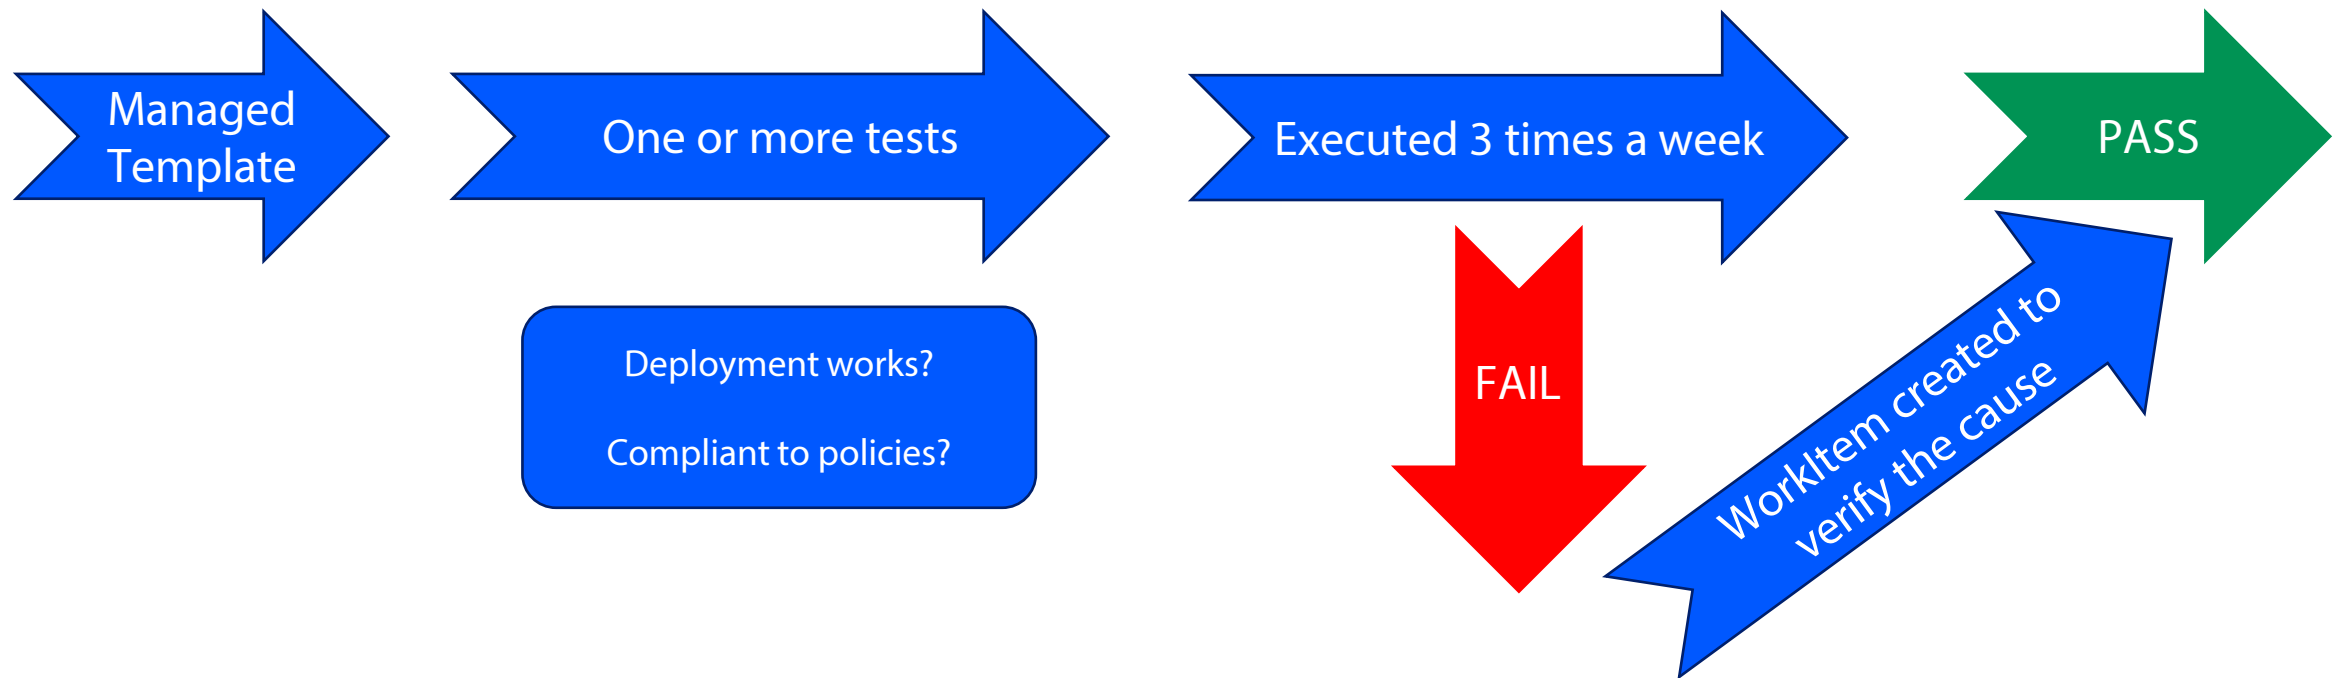 Managed
Template
One or more tests
Executed 3 times a week
PASS
Deployment works?
Compliant to policies?
FAIL
WorkItem created to
verify the cause